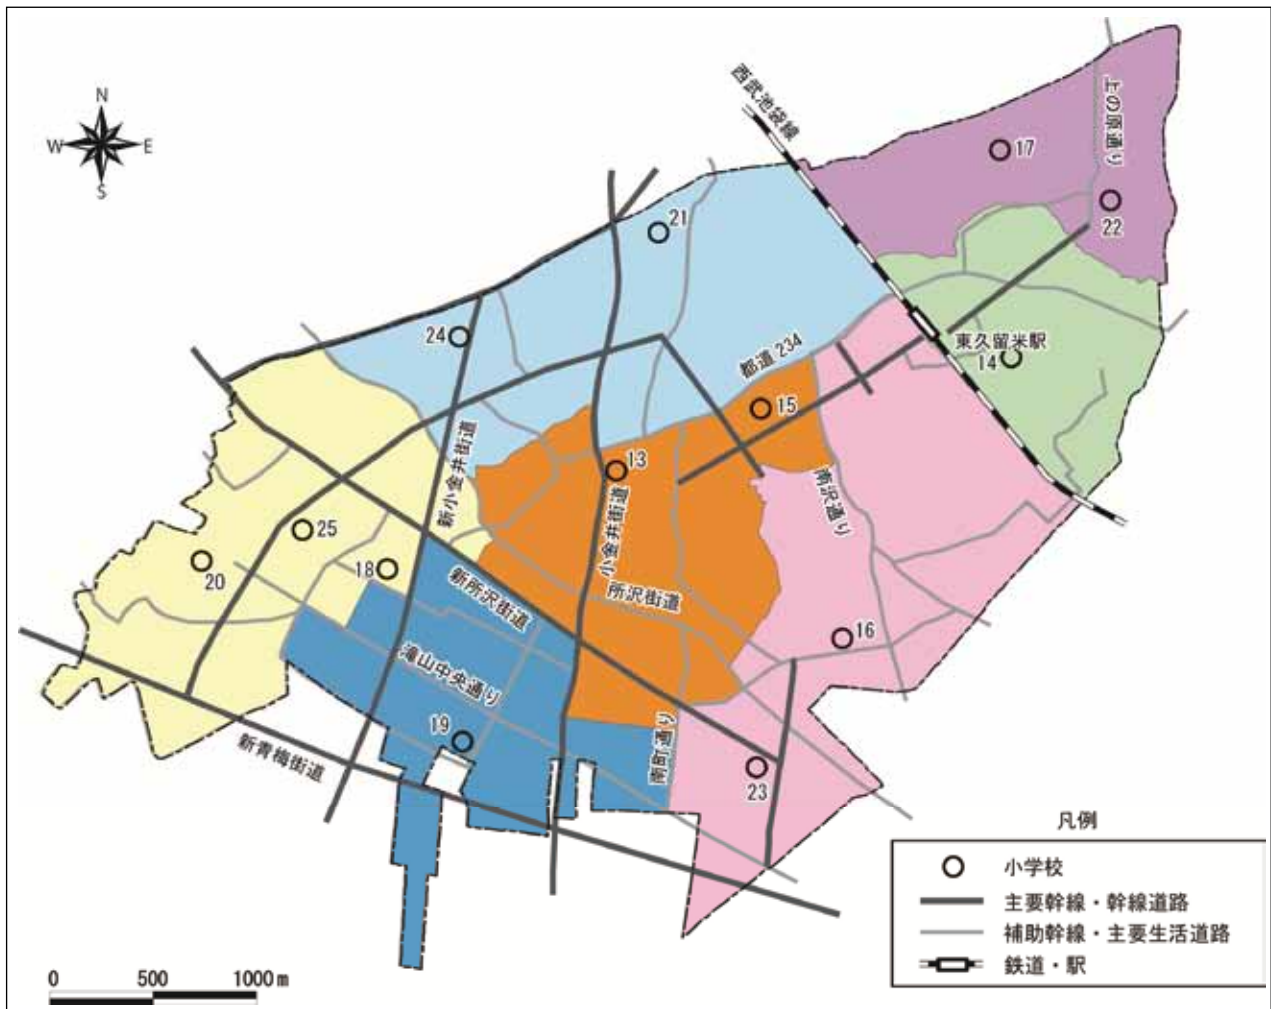 N
W
E
S
西武池袋線
上の原通り
17
22
21
24
東久留米駅
14
都道 234
15
13
新小金井街道
小金井街道
南沢通り
25
20
18
新所沢街道
所沢街道
16
滝山中央通り
19
南町通り
新青梅街道
23
凡例
小学校
主要幹線・幹線道路
補助幹線・主要生活道路
鉄道・駅
0 500 1000m